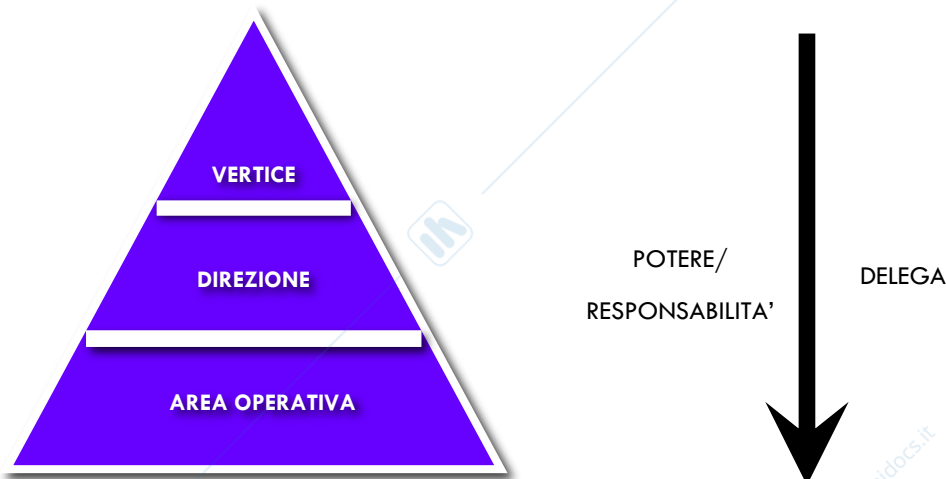 VERTICE
DIREZIONE
AREA OPERATIVA
POTERE/
RESPONSABILITA’
DELEGA